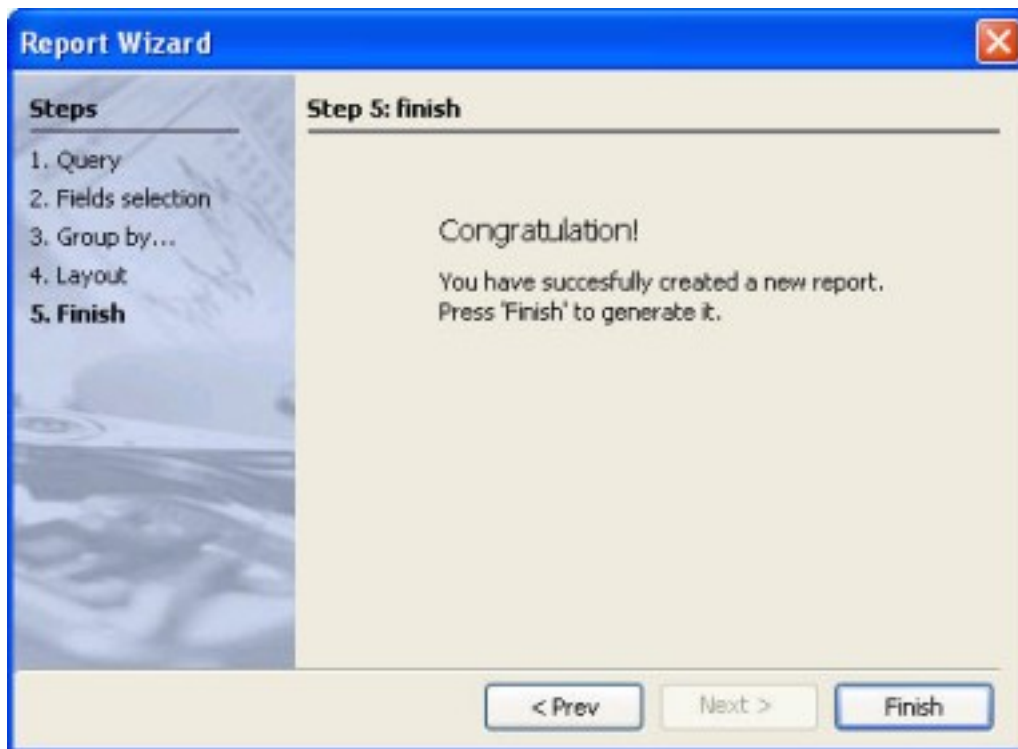 Report Wizard
Steps
1. Query
2. Fields selection
3. Group by...
4. Layout
5. Finish
Step 5: finish
Congratulation!
You have succesfully created a new report.
Press 'Finish' to generate it.
< Prev
Next >
Finish